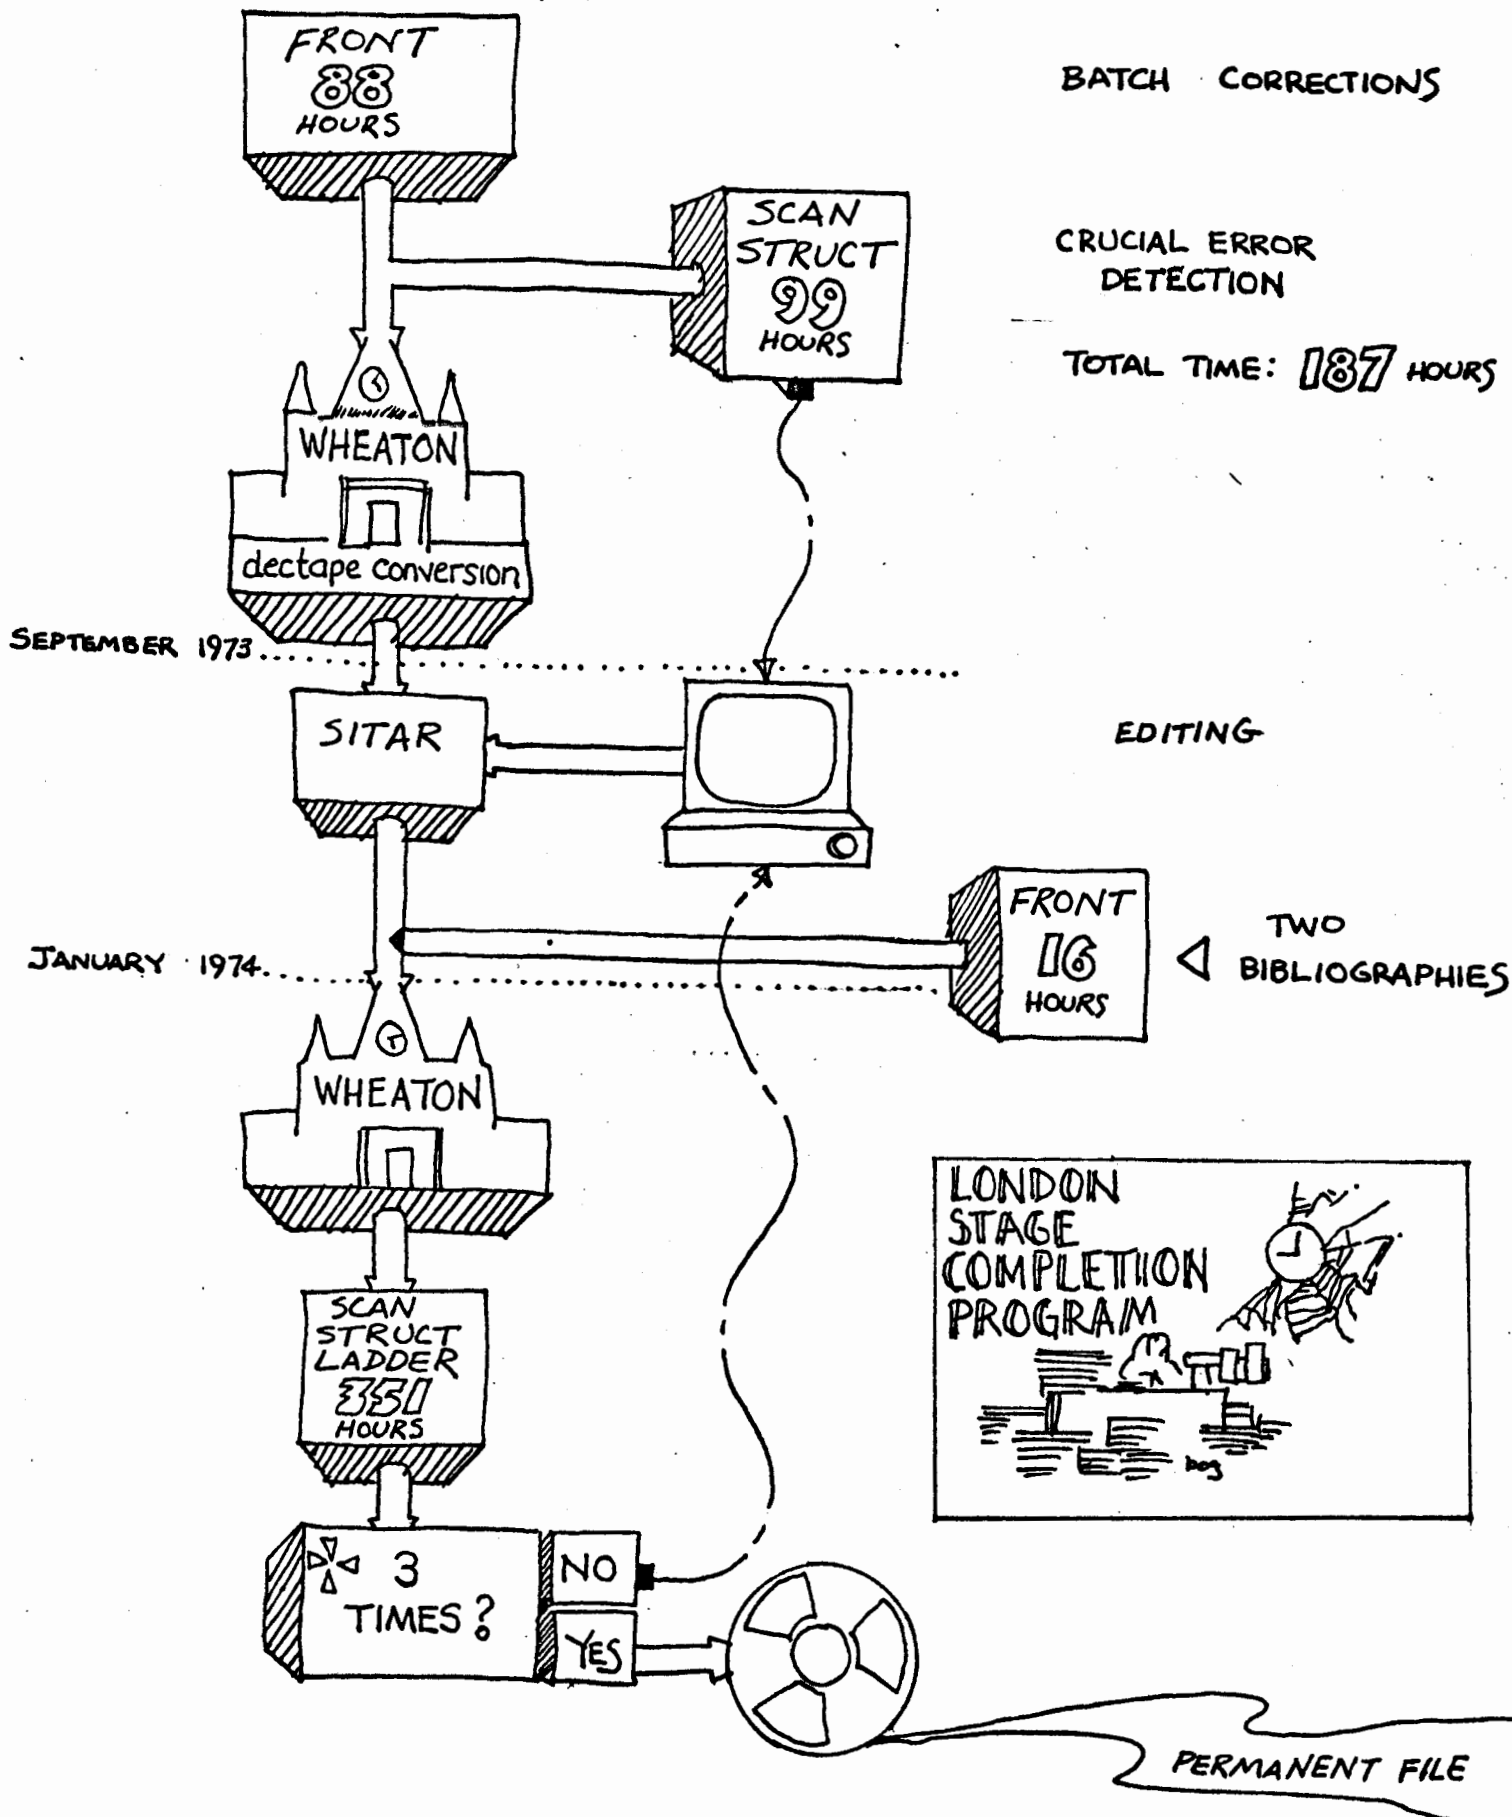 FRONT
88
HOURS
BATCH CORRECTIONS
SCAN
STRUCT
99
HOURS
CRUCIAL ERROR
DETECTION
TOTAL TIME: 187 HOURS
WHEATON
dectape conversion
SEPTEMBER 1973
SITAR
EDITING
FRONT
16
HOURS
TWO
BIBLIOGRAPHIES
JANUARY 1974
WHEATON
LONDON
STAGE
COMPLETION
PROGRAM
SCAN
STRUCT
LADDER
351
HOURS
3
TIMES?
NO
YES
PERMANENT FILE